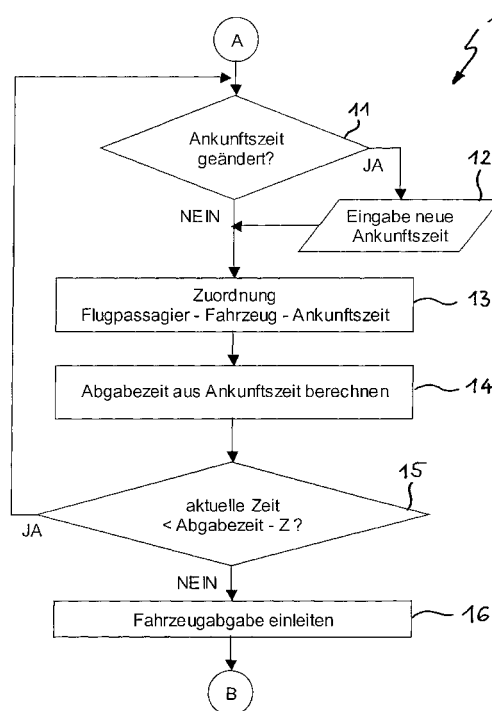 A
Ankunftszeit
geändert?
11
JA
12
NEIN
Eingabe neue
Ankunftszeit
Zuordnung
Flugpassagier - Fahrzeug - Ankunftszeit
13
Abgabezeit aus Ankunftszeit berechnen
14
15
aktuelle Zeit
< Abgabezeit - Z ?
JA
NEIN
Fahrzeugabgabe einleiten
16
B